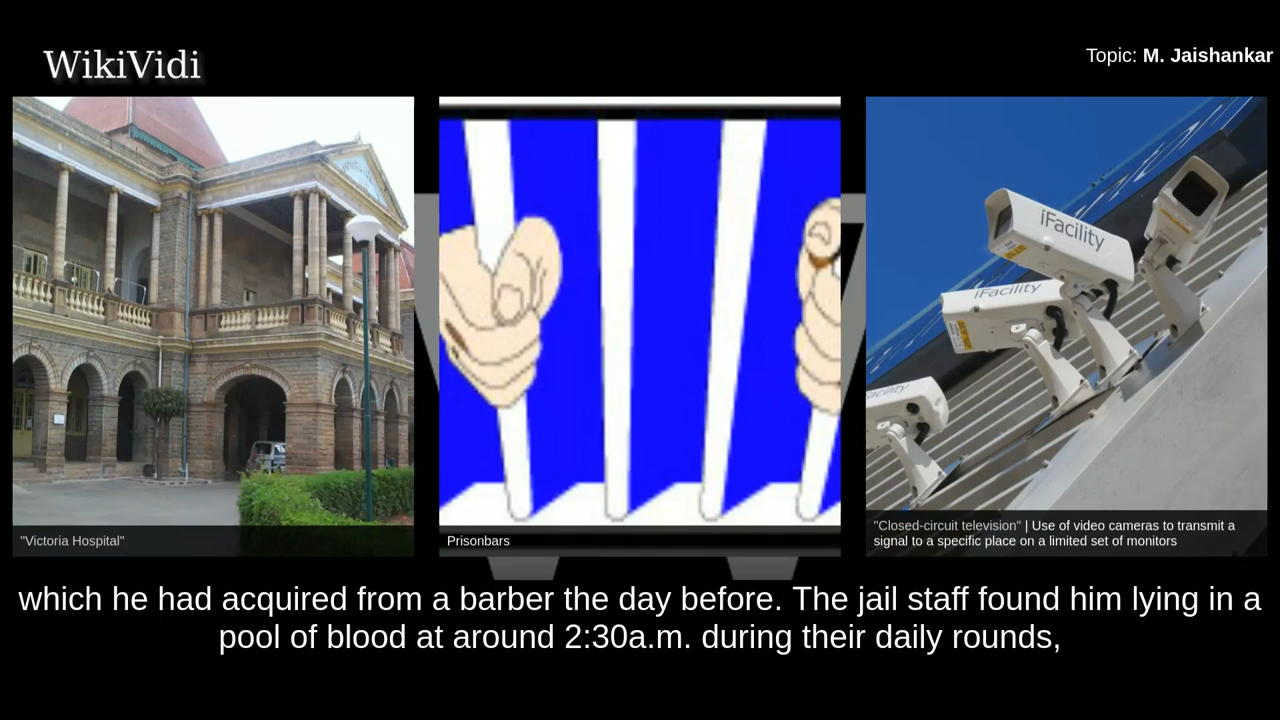 WikiVidi
Topic: M. Jaishankar
iFacility
iFacility
"Victoria Hospital"
Prisonbars
"Closed-circuit television" | Use of video cameras to transmit a
signal to a specific place on a limited set of monitors
which he had acquired from a barber the day before. The jail staff found him lying in a
pool of blood at around 2:30a.m. during their daily rounds,